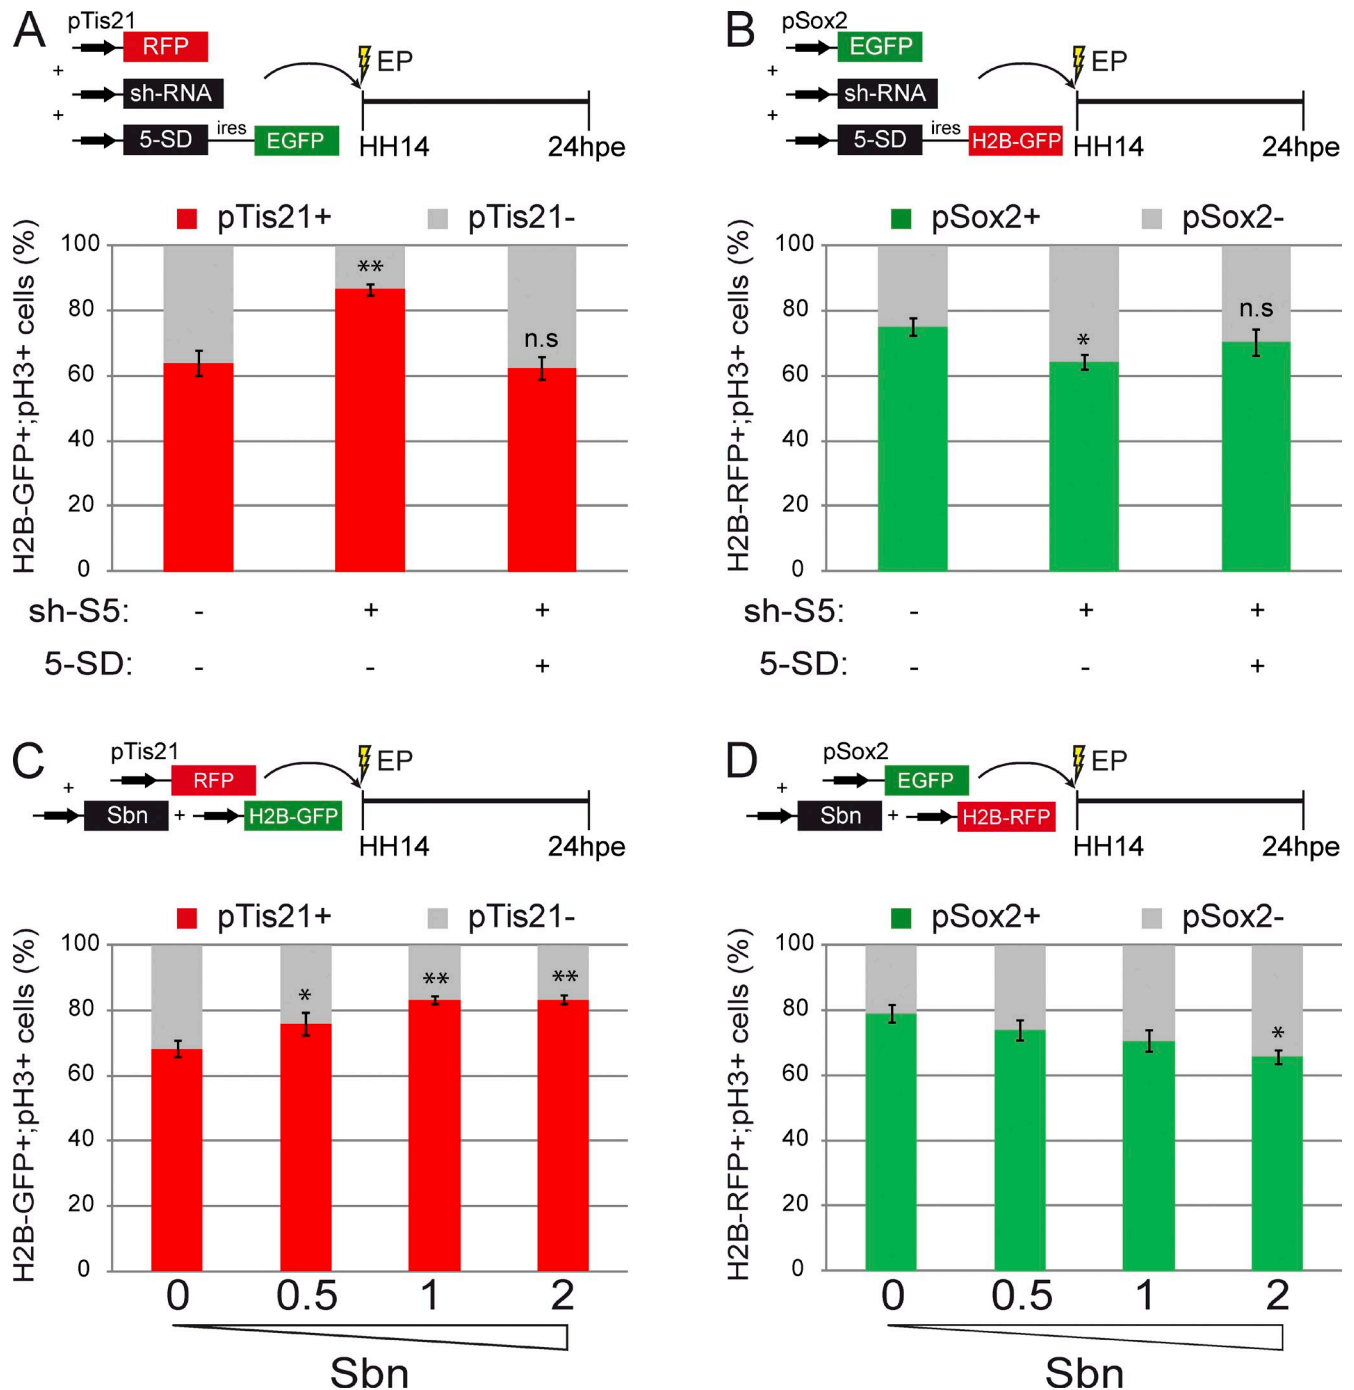 A
pTis21
RFP
+
sh-RNA
+
5-SD
ires
EGFP
EP
HH14
24hpe
pTis21+
pTis21-
H2B-GFP+;pH3+ cells (%)
100
80
60
40
20
0
**
n.s
sh-S5:
-
+
+
5-SD:
-
-
+
B
pSox2
EGFP
+
sh-RNA
+
5-SD
ires
H2B-GFP
EP
HH14
24hpe
pSox2+
pSox2-
H2B-RFP+;pH3+ cells (%)
100
80
60
40
20
0
*
n.s
sh-S5:
-
+
+
5-SD:
-
-
+
C
pTis21
RFP
+
Sbn
+
H2B-GFP
EP
HH14
24hpe
pTis21+
pTis21-
H2B-GFP+;pH3+ cells (%)
100
80
60
40
20
0
*
**
**
0 0.5 1 2
Sbn
D
pSox2
EGFP
+
Sbn
+
H2B-RFP
EP
HH14
24hpe
pSox2+
pSox2-
H2B-RFP+;pH3+ cells (%)
100
80
60
40
20
0
*
0 0.5 1 2
Sbn